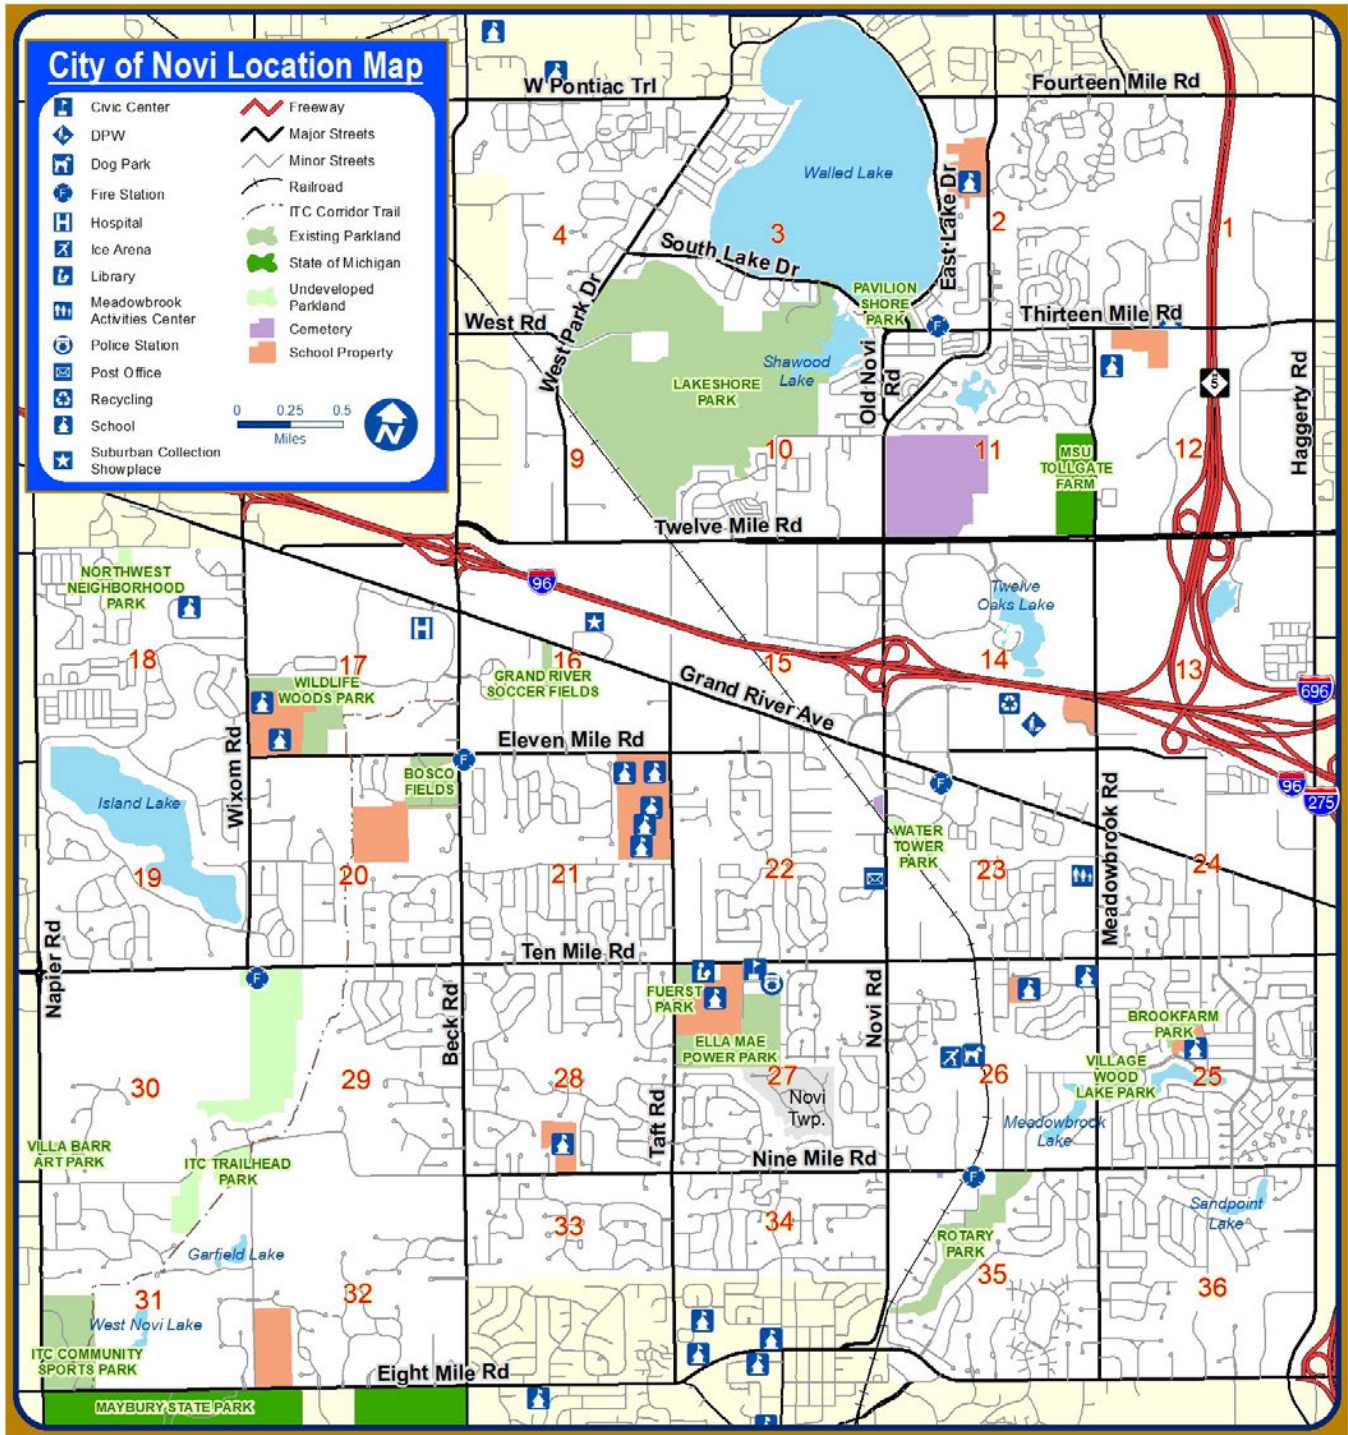 City of Novi Location Map
Civic Center
DPW
Dog Park
Fire Station
Hospital
Ice Arena
Library
Meadowbrook
Activities Center
Police Station
Post Office
Recycling
School
Suburban Collection
Showplace
Freeway
Major Streets
Minor Streets
Railroad
ITC Corridor Trail
Existing Parkland
State of Michigan
Undeveloped
Parkland
Cemetery
School Property
0 0.25 0.5
Miles
N
F
H
W Pontiac Trl
Fourteen Mile Rd
Walled Lake
East Lake Dr
4
3
2
1
South Lake Dr
West Park Dr
PAVILION
SHORE
PARK
West Rd
F
Thirteen Mile Rd
Shawood
Lake
LAKESHORE
PARK
Old Novi
Rd
5
Haggerty Rd
9
10
11
12
MSU
TOLLGATE
FARM
Twelve Mile Rd
NORTHWEST
NEIGHBORHOOD
PARK
96
Twelve
Oaks Lake
H
18
17
16
15
14
13
WILDLIFE
WOODS PARK
GRAND RIVER
SOCCER FIELDS
Grand River Ave
696
Wixom Rd
Eleven Mile Rd
F
BOSCO
FIELDS
F
96
275
Island Lake
WATER
TOWER
PARK
Meadowbrook Rd
19
20
21
22
23
24
Napier Rd
Ten Mile Rd
F
Beck Rd
FUERST
PARK
Novi Rd
ELLA MAE
POWER PARK
BROOKFARM
PARK
VILLAGE
WOOD
LAKE PARK
30
29
28
27
26
25
Novi
Twp.
Taft Rd
Meadowbrook
Lake
VILLA BARR
ART PARK
ITC TRAILHEAD
PARK
Nine Mile Rd
F
Sandpoint
Lake
33
34
ROTARY
PARK
35
Garfield Lake
31
32
36
West Novi Lake
ITC COMMUNITY
SPORTS PARK
Eight Mile Rd
MAYBURY STATE PARK